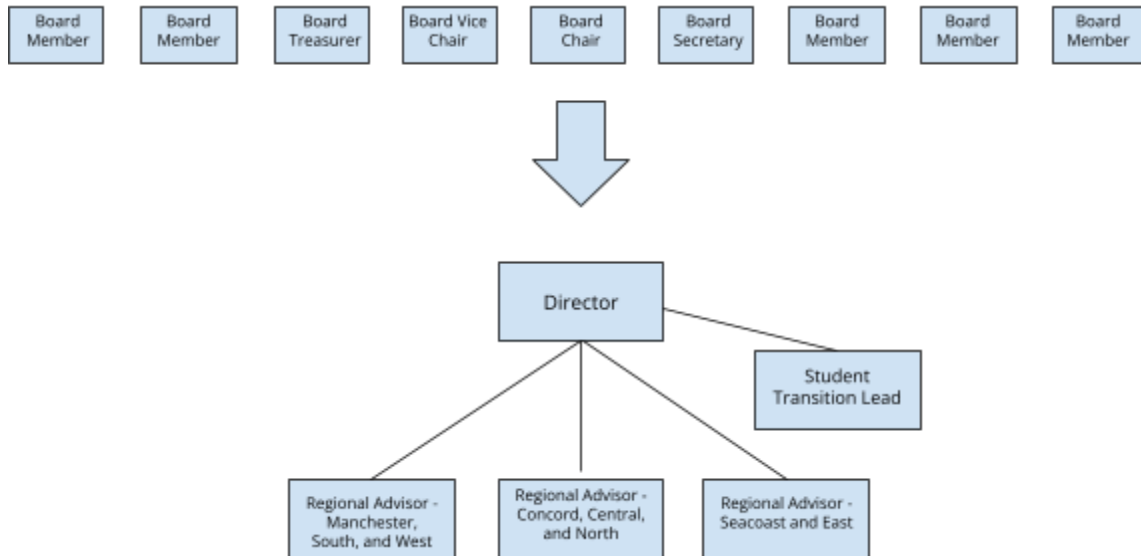 Board
Member
Board
Member
Board
Treasurer
Board Vice
Chair
Board
Chair
Board
Secretary
Board
Member
Board
Member
Board
Member
Director
Student
Transition Lead
Regional Advisor -
Manchester,
South, and West
Regional Advisor -
Concord, Central,
and North
Regional Advisor -
Seacoast and East